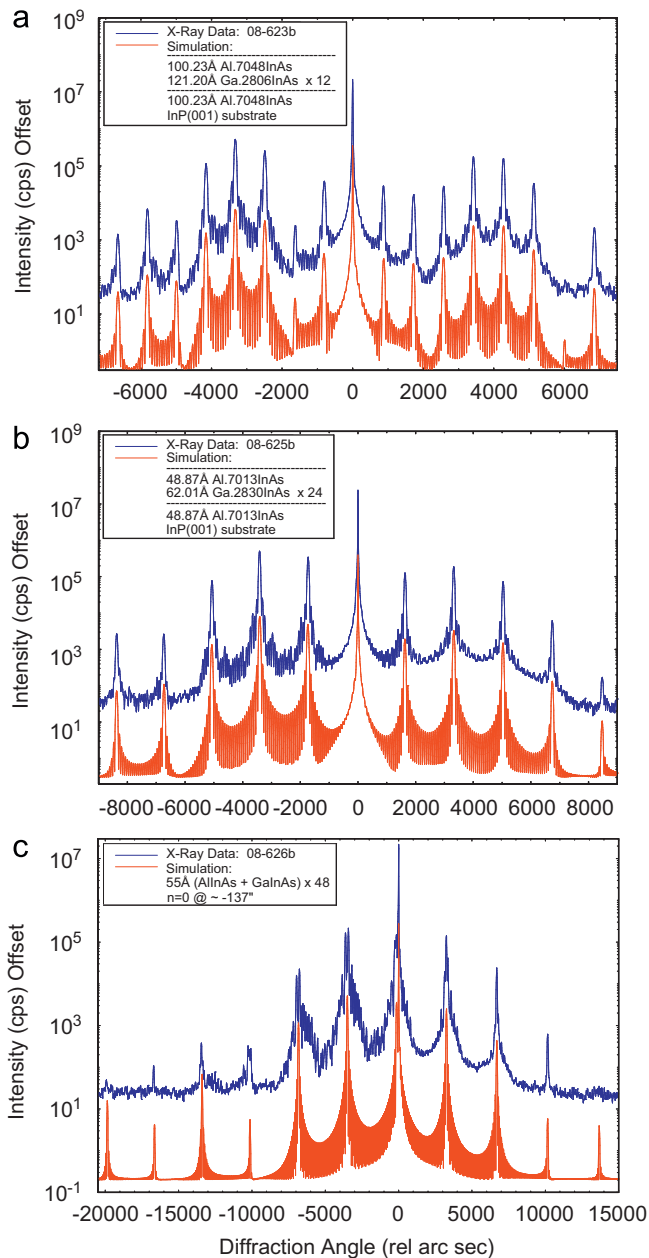 a
10^9
10^7
10^5
10^3
10^1
Intensity (cps) Offset
X-Ray Data: 08-623b
Simulation:
---------------------------------
100.23Å Al.7048InAs
121.20Å Ga.2806InAs x 12
---------------------------------
100.23Å Al.7048InAs
InP(001) substrate
-6000 -4000 -2000 0 2000 4000 6000
b
10^9
10^7
10^5
10^3
10^1
Intensity (cps) Offset
X-Ray Data: 08-625b
Simulation:
---------------------------------
48.87Å Al.7013InAs
62.01Å Ga.2830InAs x 24
---------------------------------
48.87Å Al.7013InAs
InP(001) substrate
-8000 -6000 -4000 -2000 0 2000 4000 6000 8000
c
10^7
10^5
10^3
10^1
10^-1
Intensity (cps) Offset
X-Ray Data: 08-626b
Simulation:
55Å (AlInAs + GaInAs) x 48
n=0 @ ~ -137"
-20000 -15000 -10000 -5000 0 5000 10000 15000
Diffraction Angle (rel arc sec)